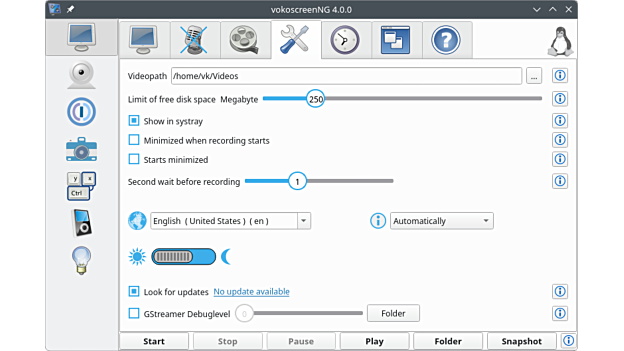 vokoscreenNG 4.0.0
Videopath /home/vk/Videos ...
Limit of free disk space Megabyte 250
Show in systray
Minimized when recording starts
Starts minimized
Second wait before recording 1
English ( United States ) ( en ) Automatically
Look for updates No update available
GStreamer Debuglevel 0 Folder
y x
Ctrl
Start Stop Pause Play Folder Snapshot